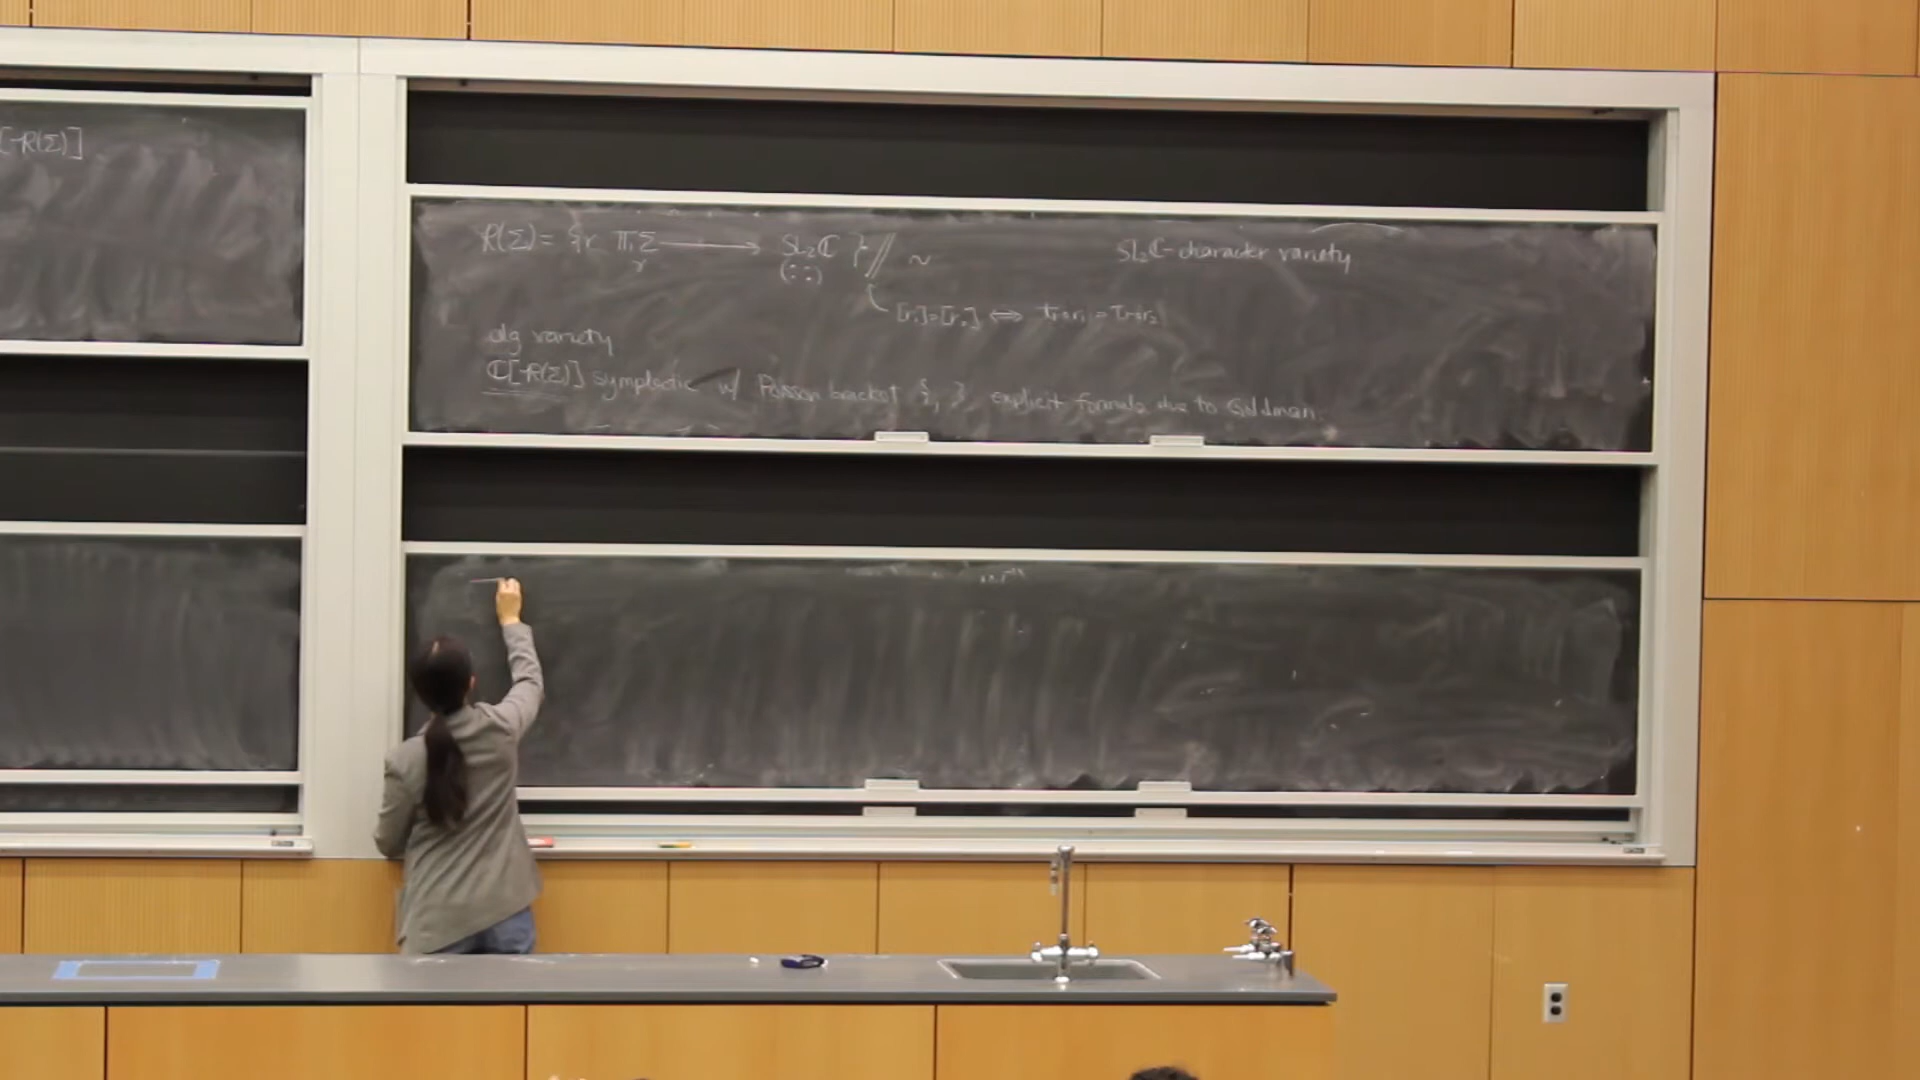 [R(Σ)]
R(Σ) = {r: π₁Σ ⟶ SL₂ℂ} // ~
SL₂ℂ-character variety
γ (::)
[r₁]=[r₂] ⟺ Tr∘r₁ = Tr∘r₂
alg variety
ℂ[R(Σ)] symplectic w/ Poisson bracket {,}, explicit formula due to Goldman.